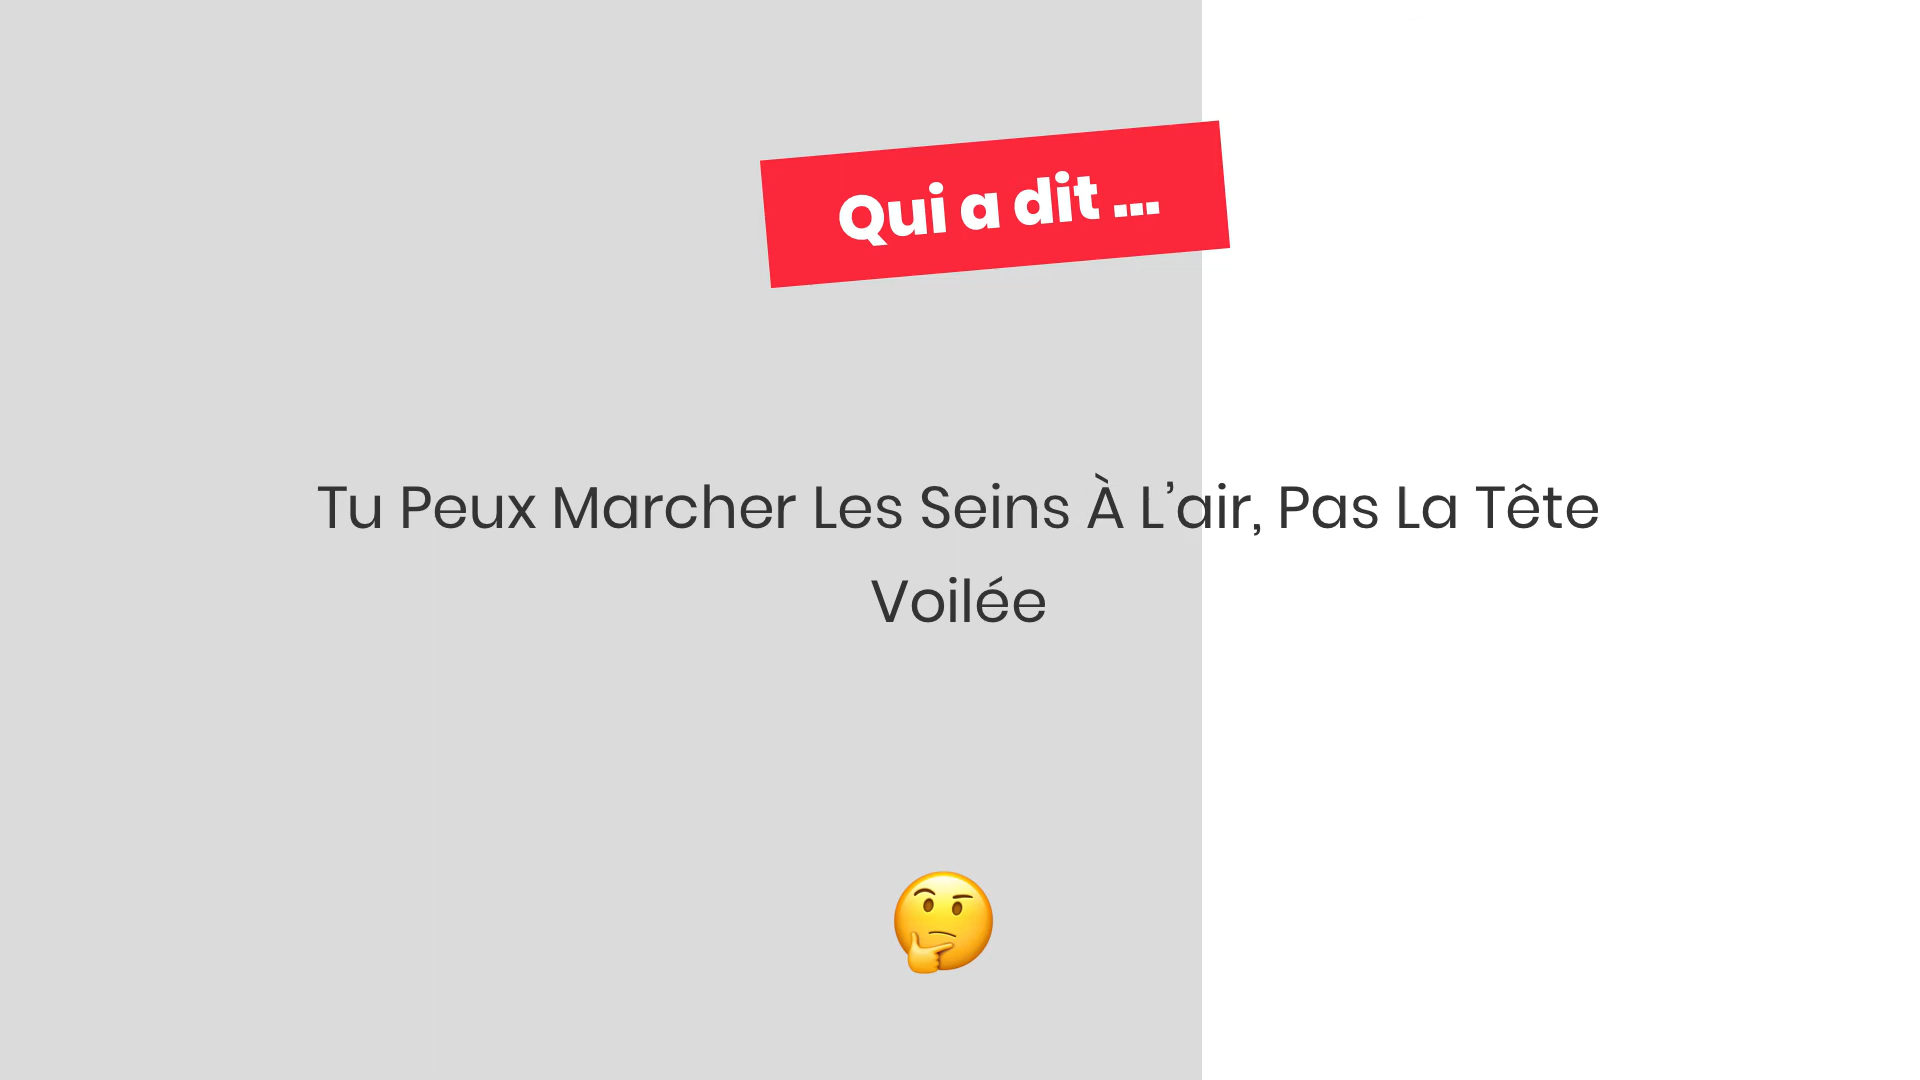 Qui a dit ...
Tu Peux Marcher Les Seins À L’air, Pas La Tête
Voilée